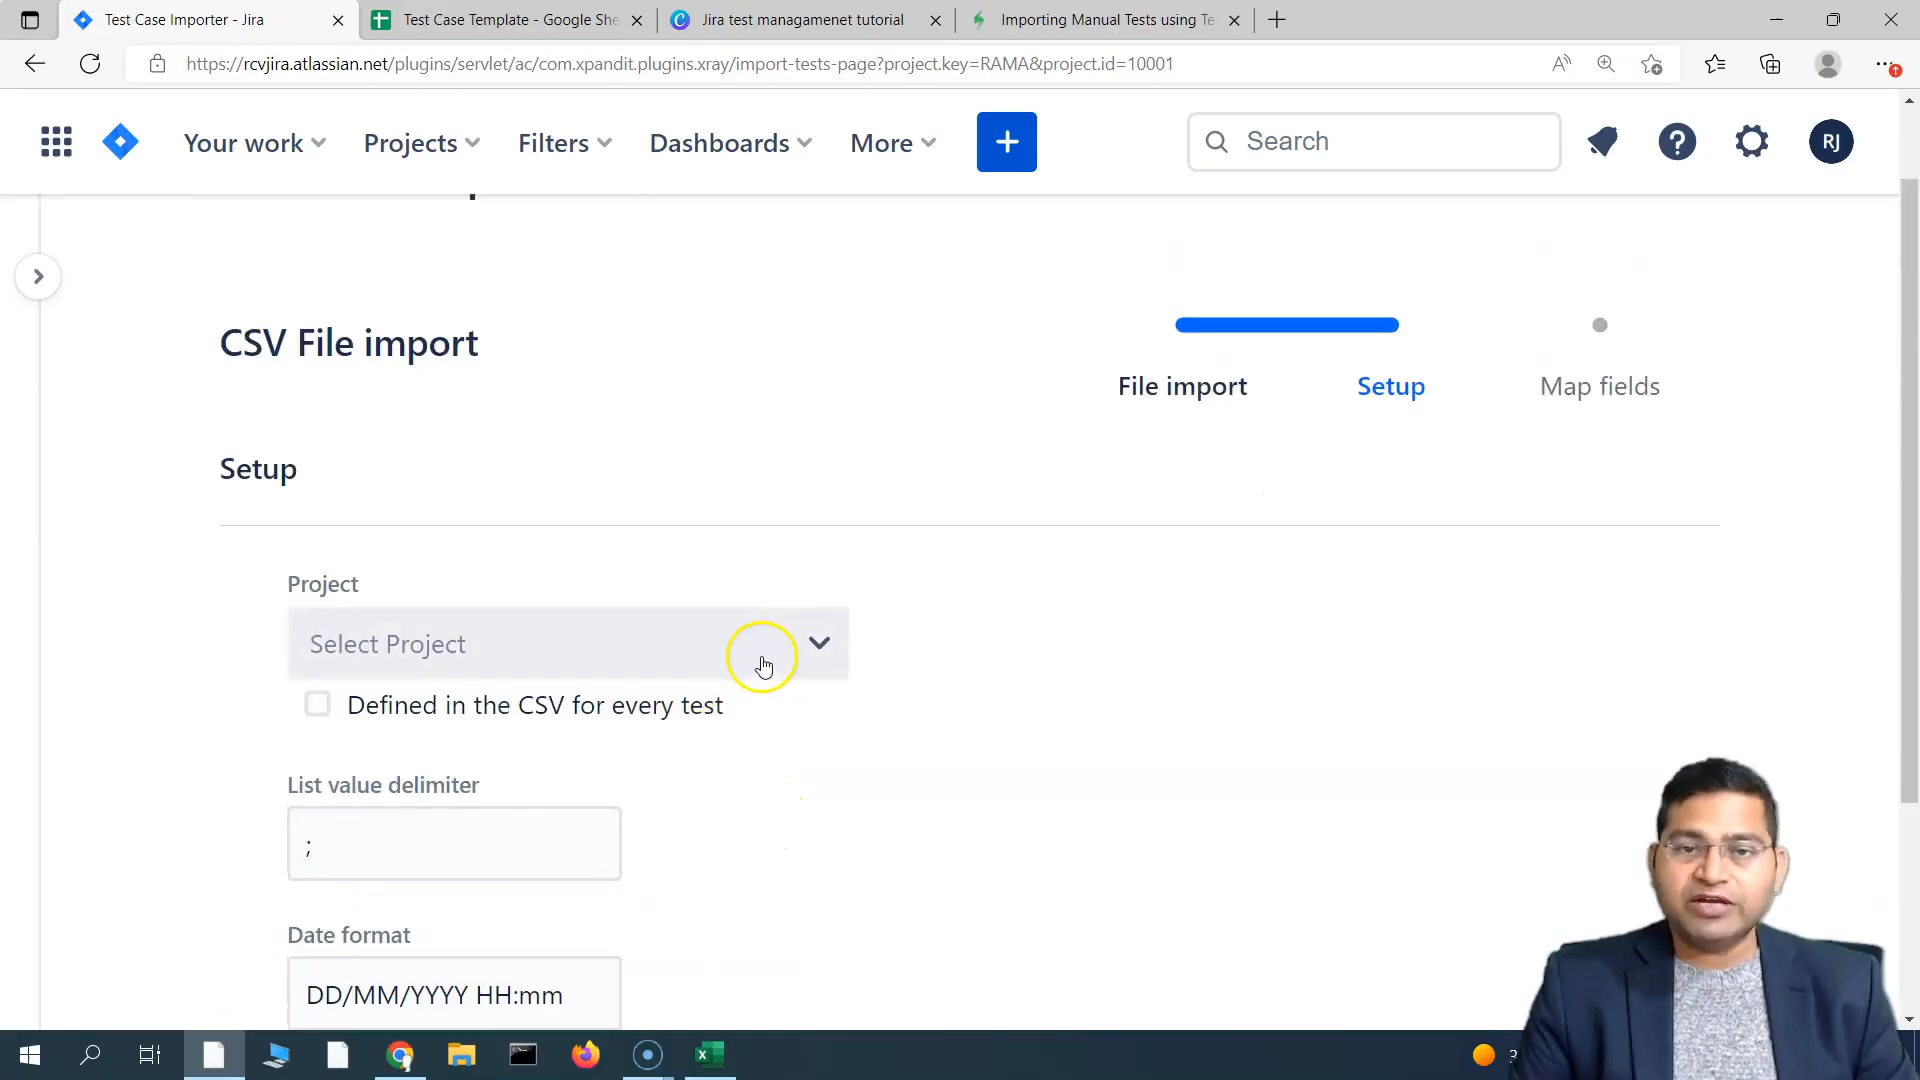 Test Case Importer - Jira
Test Case Template - Google She
Jira test managamenet tutorial
Importing Manual Tests using Te
https://rcvjira.atlassian.net/plugins/servlet/ac/com.xpandit.plugins.xray/import-tests-page?project.key=RAMA&project.id=10001
Your work
Projects
Filters
Dashboards
More
Search
RJ
CSV File import
File import
Setup
Map fields
Setup
Project
Select Project
Defined in the CSV for every test
List value delimiter
;
Date format
DD/MM/YYYY HH:mm